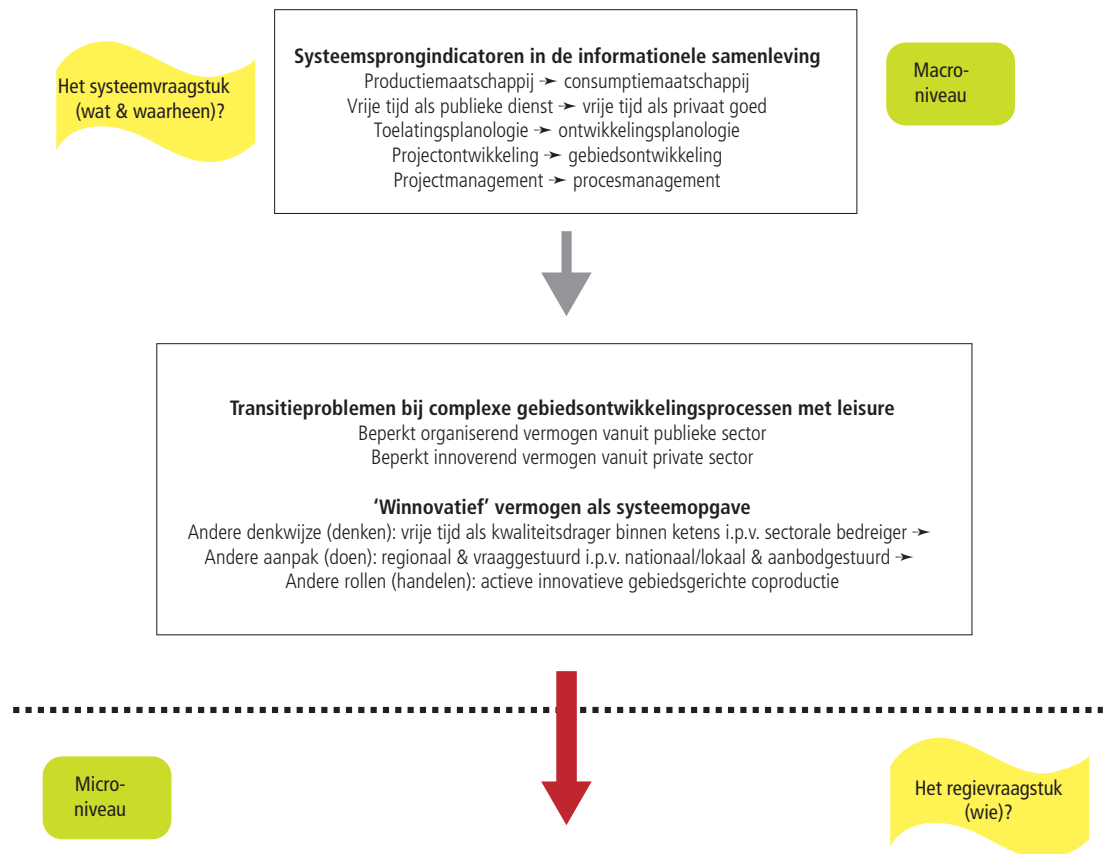 Het systeemvraagstuk
(wat & waarheen)?
Systeemsprongindicatoren in de informationele samenleving
Productiemaatschappij ➛ consumptiemaatschappij
Vrije tijd als publieke dienst ➛ vrije tijd als privaat goed
Toelatingsplanologie ➛ ontwikkelingsplanologie
Projectontwikkeling ➛ gebiedsontwikkeling
Projectmanagement ➛ procesmanagement
Macro-
niveau
Transitieproblemen bij complexe gebiedsontwikkelingsprocessen met leisure
Beperkt organiserend vermogen vanuit publieke sector
Beperkt innoverend vermogen vanuit private sector
‘Winnovatief’ vermogen als systeemopgave
Andere denkwijze (denken): vrije tijd als kwaliteitsdrager binnen ketens i.p.v. sectorale bedreiger ➛
Andere aanpak (doen): regionaal & vraaggestuurd i.p.v. nationaal/lokaal & aanbodgestuurd ➛
Andere rollen (handelen): actieve innovatieve gebiedsgerichte coproductie
Micro-
niveau
Het regievraagstuk
(wie)?